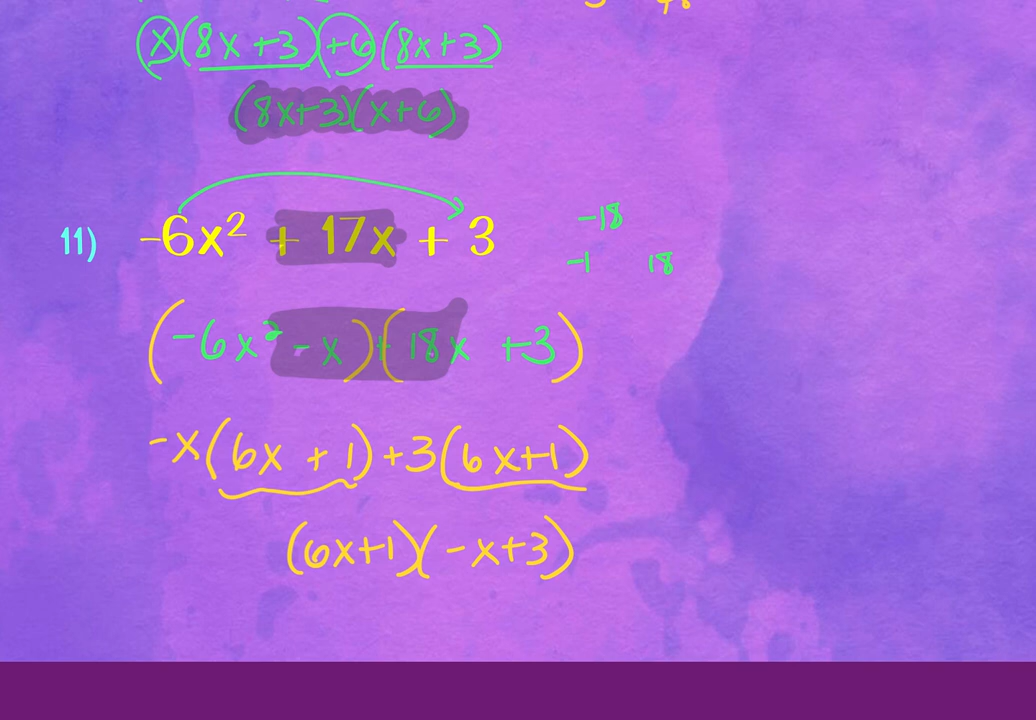 (x)(8x+3)+6(8x+3)
(8x+3)(x+6)
11) -6x² + 17x + 3
-18
-1 18
(-6x² - x)+(18x +3)
-x(6x + 1)+3(6x+1)
(6x+1)(-x+3)